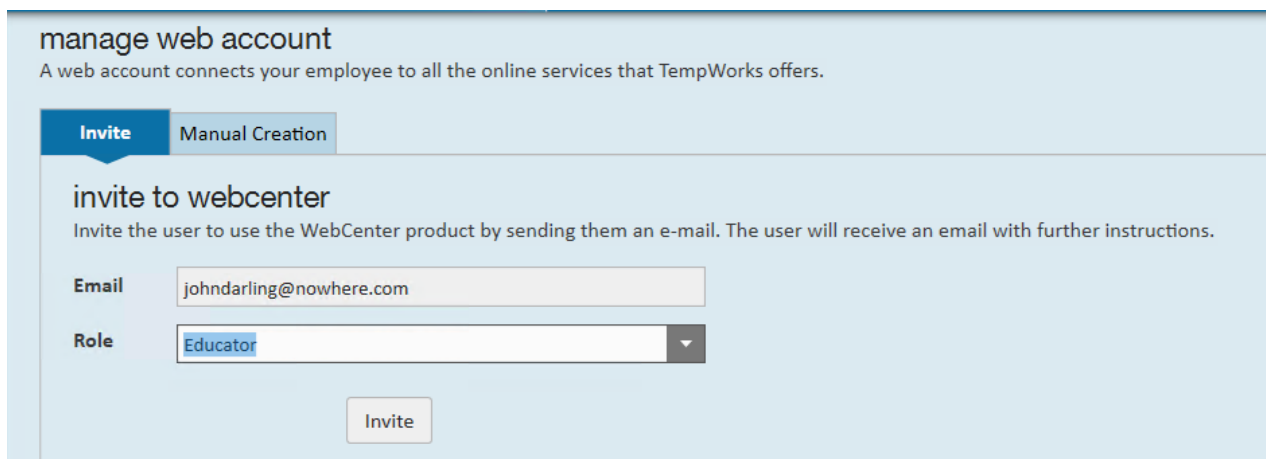 manage web account
A web account connects your employee to all the online services that TempWorks offers.
Invite Manual Creation
invite to webcenter
Invite the user to use the WebCenter product by sending them an e-mail. The user will receive an email with further instructions.
Email johndarling@nowhere.com
Role Educator
Invite